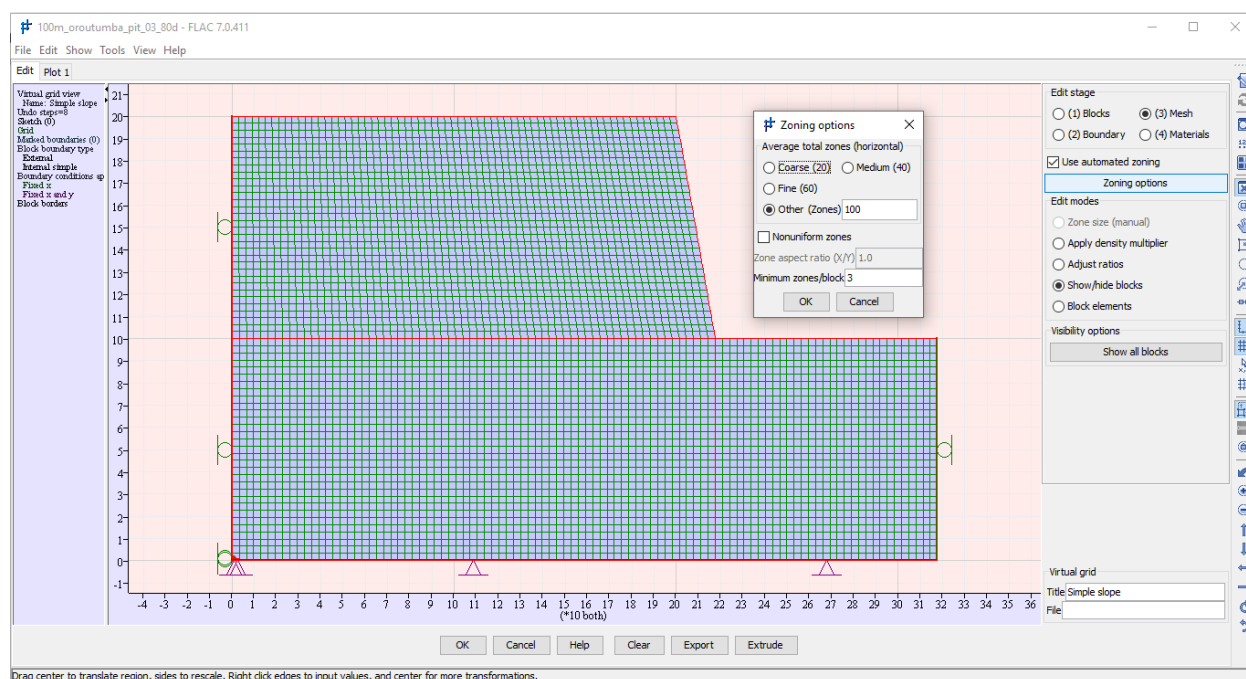 100m_oroutumba_pit_03_80d - FLAC 7.0.411
File Edit Show Tools View Help
Edit Plot 1
Virtual grid view
Name: Simple slope
Undo steps=8
Sketch (0)
Grid
Marked boundaries (0)
Block boundary type
External
Internal simple
Boundary conditions ap
Fixed x
Fixed x and y
Block borders
21
20
19
18
17
16
15
14
13
12
11
10
9
8
7
6
5
4
3
2
1
0
-1
-4 -3 -2 -1 0 1 2 3 4 5 6 7 8 9 10 11 12 13 14 15 16 17 18 19 20 21 22 23 24 25 26 27 28 29 30 31 32 33 34 35 36
(*10 both)
Zoning options
Average total zones (horizontal)
Coarse (20) Medium (40)
Fine (60)
Other (Zones) 100
Nonuniform zones
Zone aspect ratio (X/Y) 1.0
Minimum zones/block 3
OK Cancel
Edit stage
(1) Blocks (3) Mesh
(2) Boundary (4) Materials
Use automated zoning
Zoning options
Edit modes
Zone size (manual)
Apply density multiplier
Adjust ratios
Show/hide blocks
Block elements
Visibility options
Show all blocks
Virtual grid
Title Simple slope
File
OK Cancel Help Clear Export Extrude
Drag center to translate region, sides to rescale. Right click edges to input values, and center for more transformations.